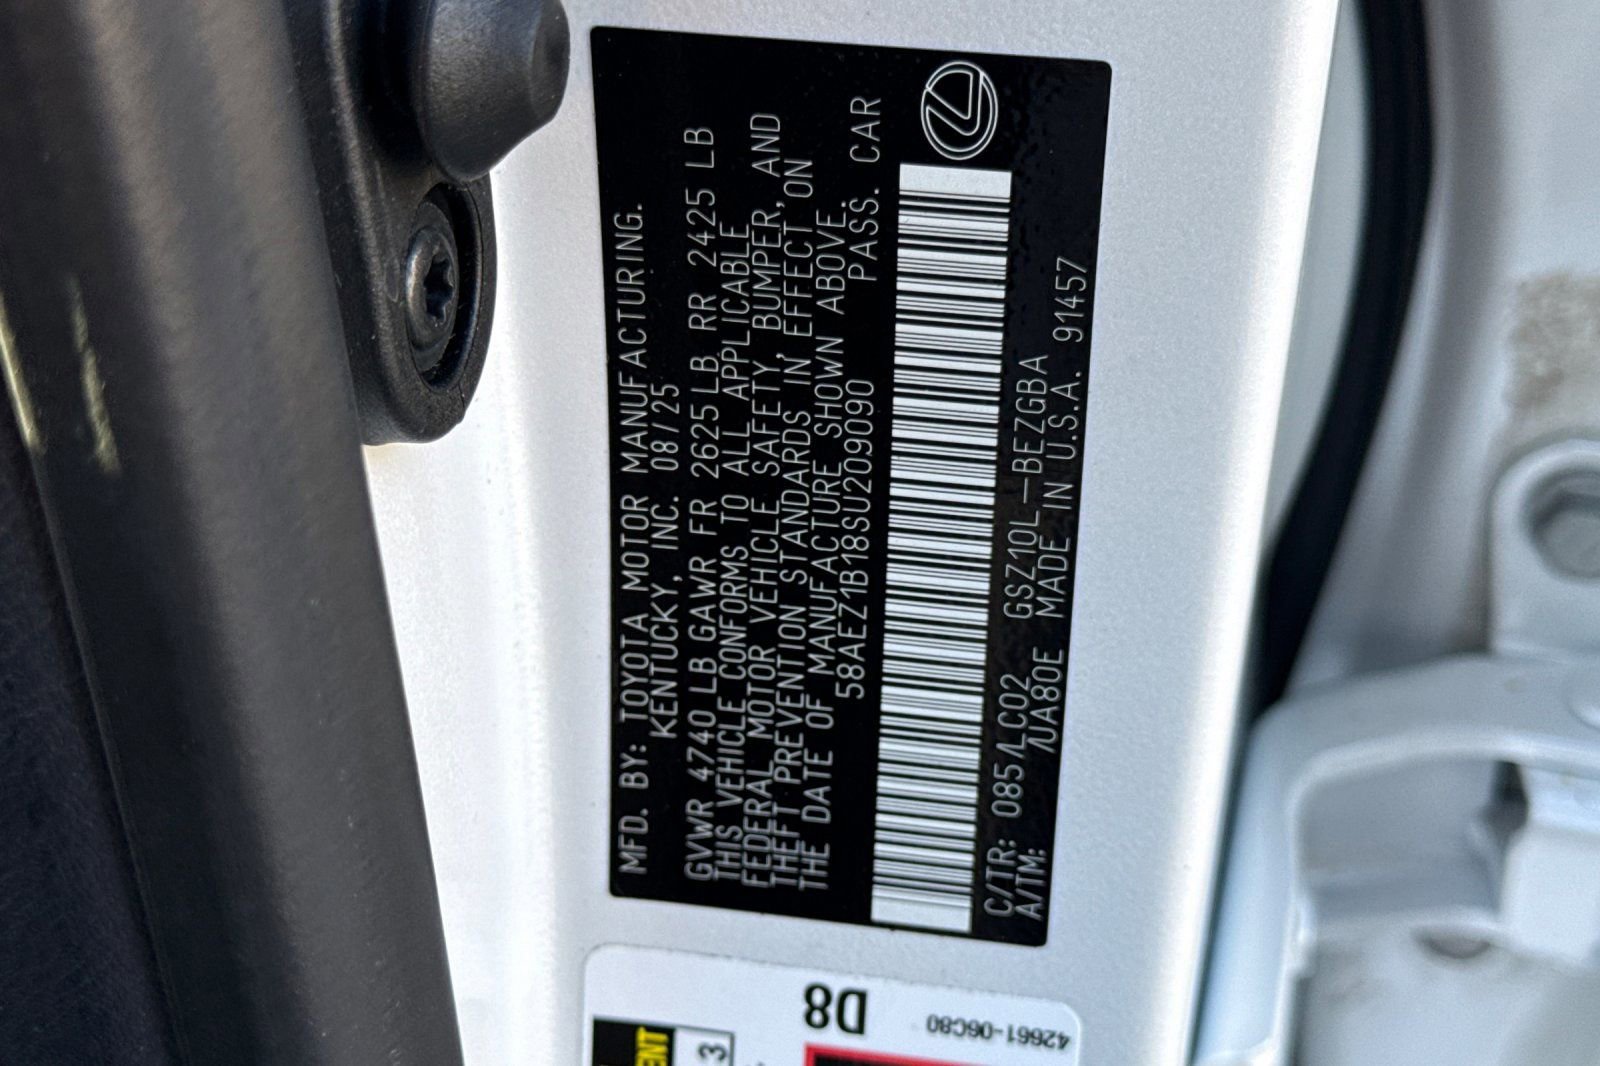 MFD. BY: TOYOTA MOTOR MANUFACTURING.
KENTUCKY, INC. 08/25
GVWR 4740 LB GAWR FR 2625 LB RR 2425 LB
THIS VEHICLE CONFORMS TO ALL APPLICABLE
FEDERAL MOTOR VEHICLE SAFETY, BUMPER, AND
THEFT PREVENTION STANDARDS IN EFFECT ON
THE DATE OF MANUFACTURE SHOWN ABOVE.
58AEZ1B18SU209090 PASS. CAR
C/TR: 085/LC02 GSZ10L-BEZGBA
A/TM: /UA80E MADE IN U.S.A. 91457
D8
42661-06C80
3